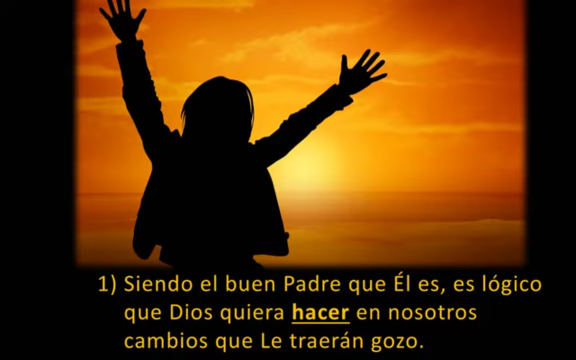 1) Siendo el buen Padre que Él es, es lógico
que Dios quiera hacer en nosotros
cambios que Le traerán gozo.